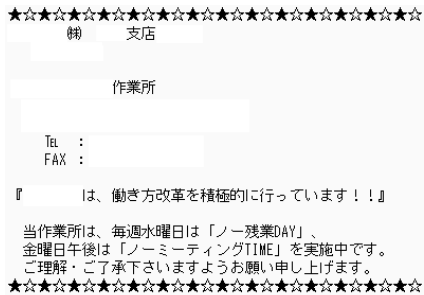 ★☆★☆★☆★☆★☆★☆★☆★☆★☆★☆★☆★☆★☆★☆
㈱　　　支店
作業所
℡　：
FAX　：
『　　　　は、働き方改革を積極的に行っています！！』
当作業所は、毎週水曜日は「ノー残業DAY」、
金曜日午後は「ノーミーティングTIME」を実施中です。
ご理解・ご了承下さいますようお願い申し上げます。
★☆★☆★☆★☆★☆★☆★☆★☆★☆★☆★☆★☆★☆★☆